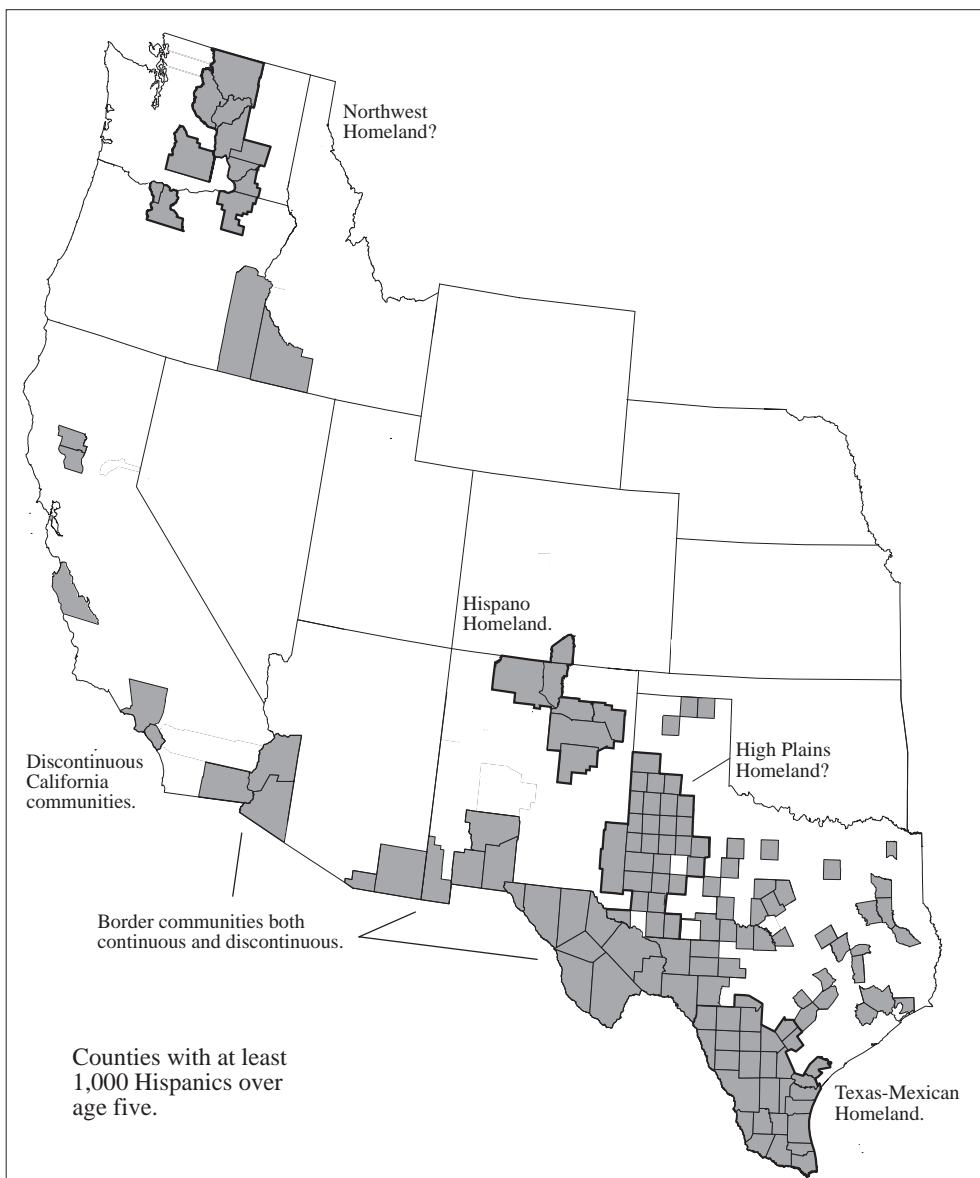 Northwest
Homeland?
Hispano
Homeland.
High Plains
Homeland?
Discontinuous
California
communities.
Border communities both
continuous and discontinuous.
Counties with at least
1,000 Hispanics over
age five.
Texas-Mexican
Homeland.